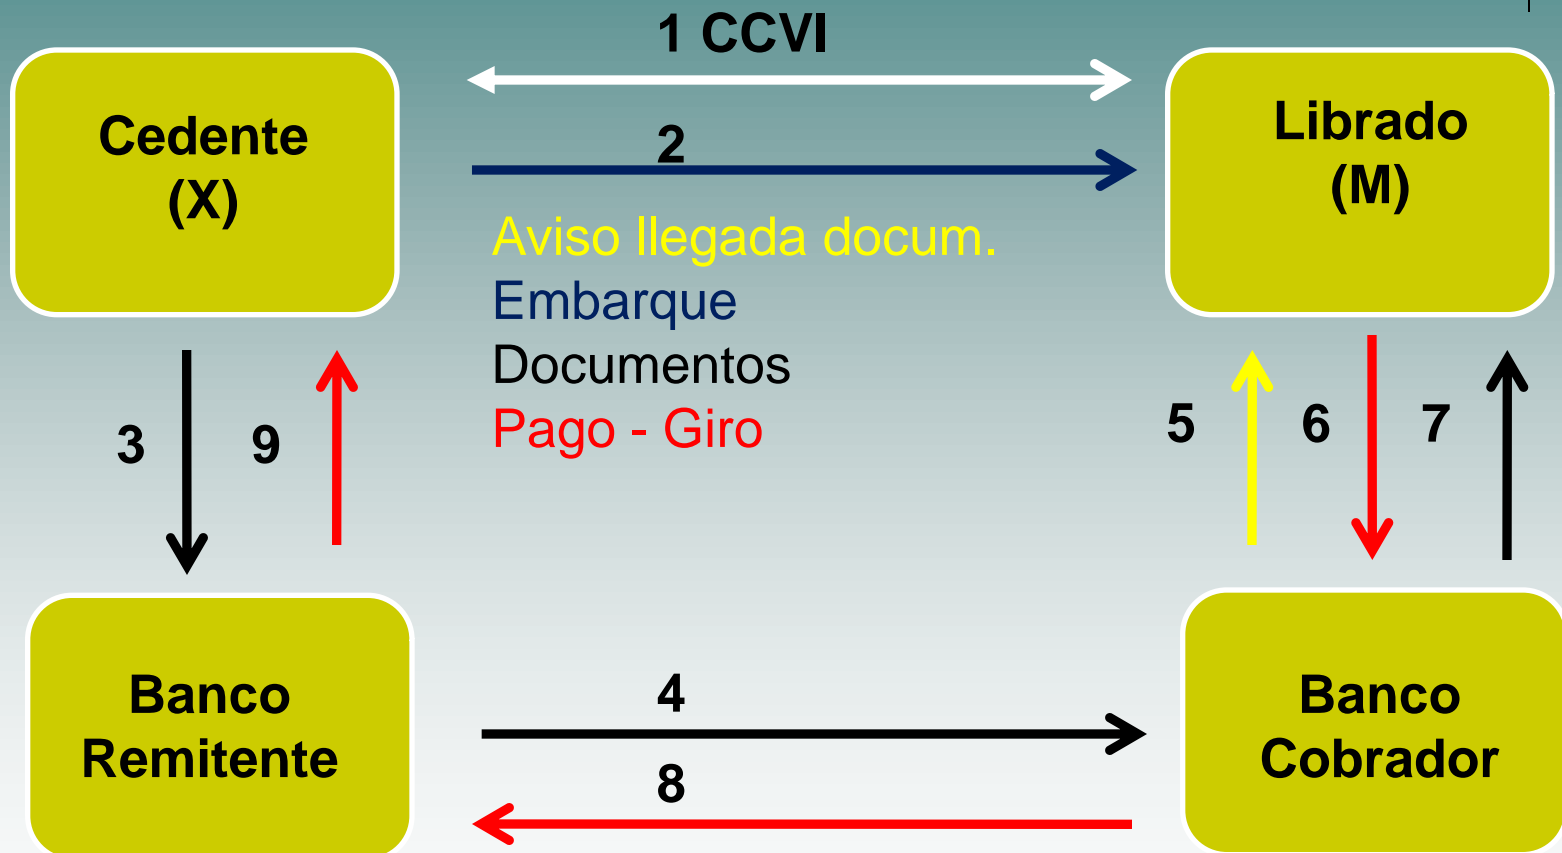 1 CCVI
Cedente
(X)
2
Librado
(M)
Aviso llegada docum.
Embarque
Documentos
Pago - Giro
3
9
5
6
7
Banco
Remitente
4
8
Banco
Cobrador